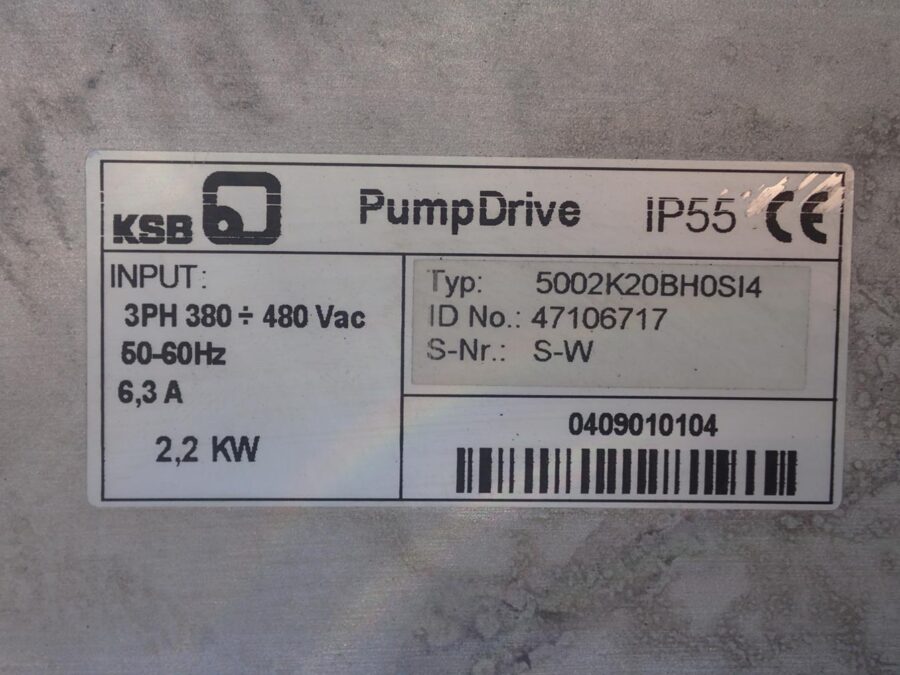 KSB PumpDrive IP55 CE
INPUT:
3PH 380 ÷ 480 Vac
50-60Hz
6,3 A
2,2 KW
Typ: 5002K20BH0SI4
ID No.: 47106717
S-Nr.: S-W
0409010104